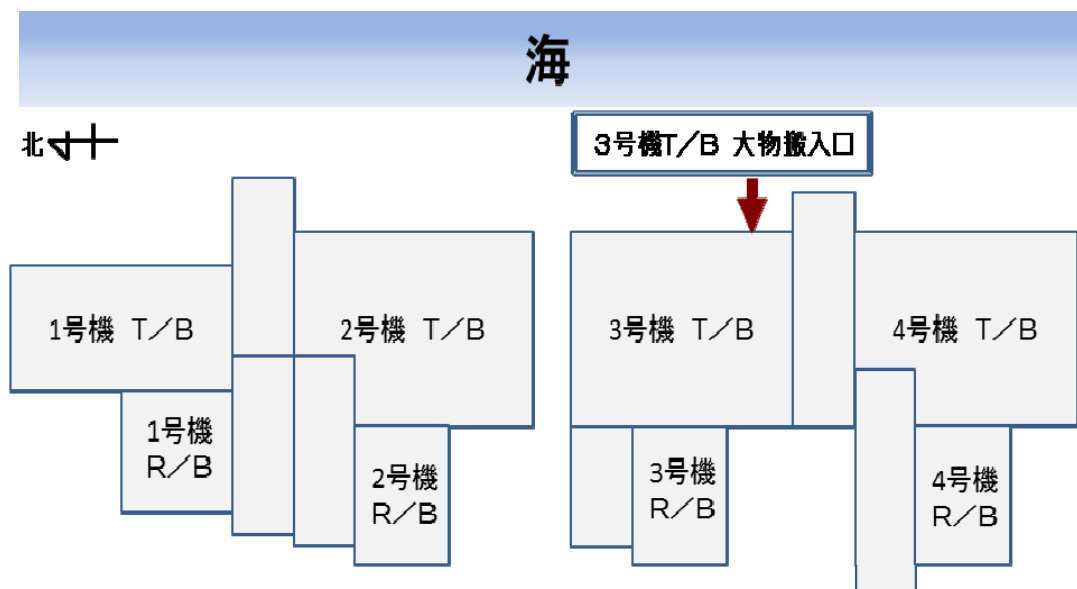 海
北
3号機T/B 大物搬入口
1号機 T/B
2号機 T/B
3号機 T/B
4号機 T/B
1号機
R/B
2号機
R/B
3号機
R/B
4号機
R/B